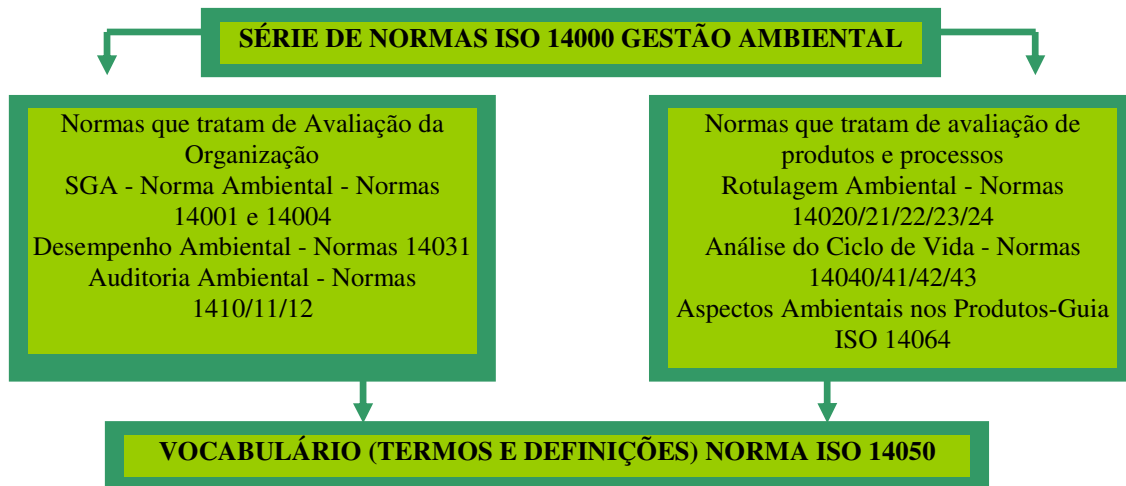 SÉRIE DE NORMAS ISO 14000 GESTÃO AMBIENTAL
Normas que tratam de Avaliação da
Organização
SGA - Norma Ambiental - Normas
14001 e 14004
Desempenho Ambiental - Normas 14031
Auditoria Ambiental - Normas
1410/11/12
Normas que tratam de avaliação de
produtos e processos
Rotulagem Ambiental - Normas
14020/21/22/23/24
Análise do Ciclo de Vida - Normas
14040/41/42/43
Aspectos Ambientais nos Produtos-Guia
ISO 14064
VOCABULÁRIO (TERMOS E DEFINIÇÕES) NORMA ISO 14050